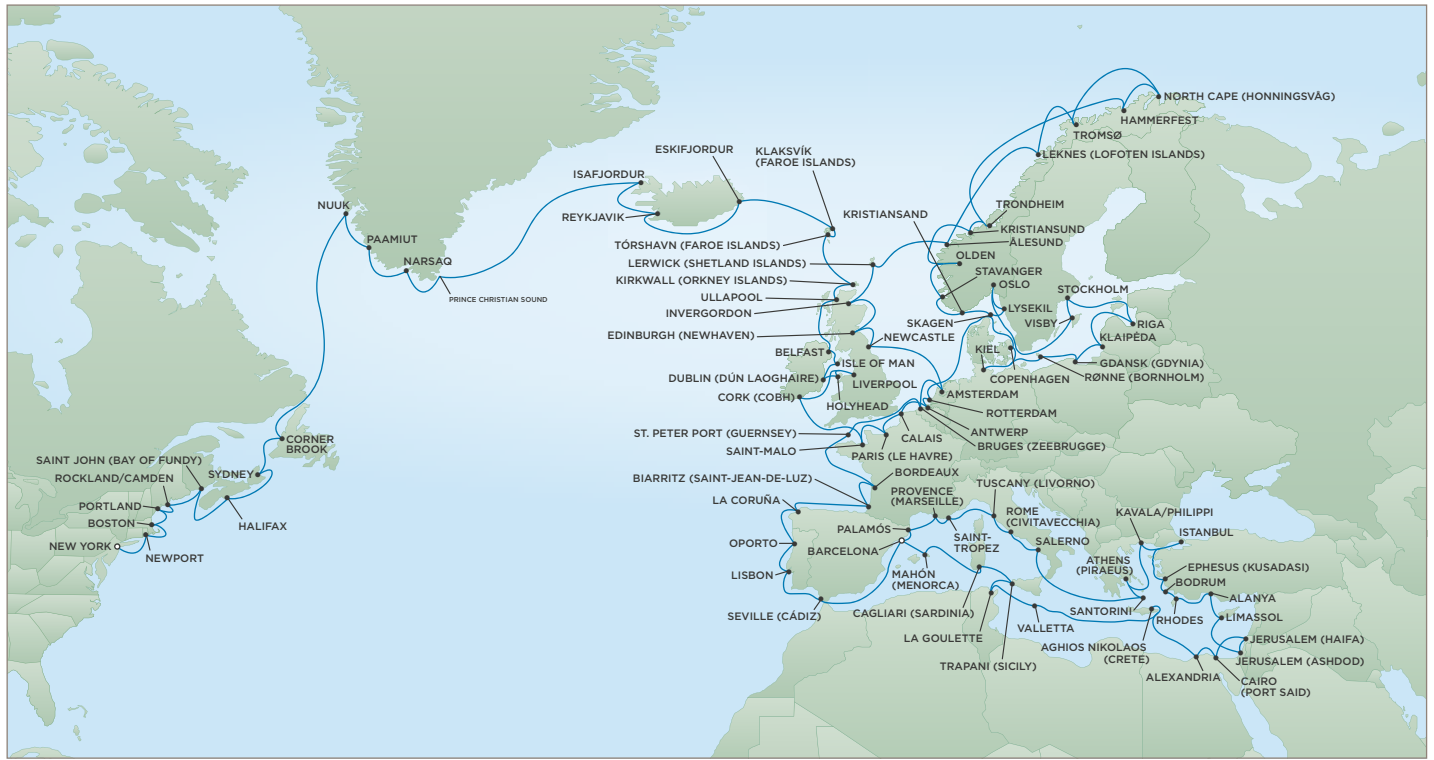 NORTH CAPE (HONNINGSVÅG)
HAMMERFEST
TROMSØ
LEKNES (LOFOTEN ISLANDS)
ESKIFJORDUR
KLAKSVÍK
(FAROE ISLANDS)
ISAFJORDUR
REYKJAVIK
NUUK
PAAMIUT
NARSAQ
PRINCE CHRISTIAN SOUND
KRISTIANSAND
TRONDHEIM
KRISTIANSUND
ÅLESUND
TÓRSHAVN (FAROE ISLANDS)
LERWICK (SHETLAND ISLANDS)
KIRKWALL (ORKNEY ISLANDS)
ULLAPOOL
INVERGORDON
OLDEN
STAVANGER
OSLO
STOCKHOLM
LYSEKIL
SKAGEN
VISBY
RIGA
KLAIPĖDA
EDINBURGH (NEWHAVEN)
NEWCASTLE
BELFAST
ISLE OF MAN
KIEL
GDANSK (GDYNIA)
COPENHAGEN
RØNNE (BORNHOLM)
DUBLIN (DÚN LAOGHAIRE)
LIVERPOOL
CORK (COBH)
HOLYHEAD
AMSTERDAM
ROTTERDAM
ANTWERP
BRUGES (ZEEBRUGGE)
CALAIS
ST. PETER PORT (GUERNSEY)
SAINT-MALO
PARIS (LE HAVRE)
CORNER
BROOK
SAINT JOHN (BAY OF FUNDY)
SYDNEY
ROCKLAND/CAMDEN
PORTLAND
BOSTON
HALIFAX
NEW YORK
NEWPORT
BIARRITZ (SAINT-JEAN-DE-LUZ)
BORDEAUX
LA CORUÑA
PROVENCE
(MARSEILLE)
TUSCANY (LIVORNO)
ROME
(CIVITAVECCHIA)
KAVALA/PHILIPPI
ISTANBUL
PALAMÓS
OPORTO
BARCELONA
SAINT-
TROPEZ
SALERNO
ATHENS
(PIRAEUS)
EPHESUS (KUSADASI)
BODRUM
LISBON
MAHÓN
(MENORCA)
ALANYA
SEVILLE (CÁDIZ)
CAGLIARI (SARDINIA)
SANTORINI
RHODES
LIMASSOL
LA GOULETTE
VALLETTA
TRAPANI (SICILY)
AGHIOS NIKOLAOS
(CRETE)
JERUSALEM (HAIFA)
JERUSALEM (ASHDOD)
ALEXANDRIA
CAIRO
(PORT SAID)